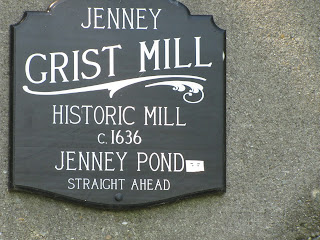 JENNEY
GRIST MILL
HISTORIC MILL
c.1636
JENNEY POND
STRAIGHT AHEAD